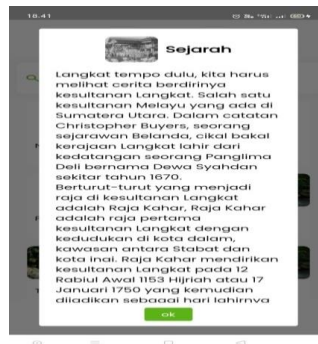 16.41
Sejarah
Langkat tempo dulu, kita harus
melihat cerita berdirinya
kesultanan Langkat. Salah satu
kesultanan Melayu yang ada di
Sumatera Utara. Dalam catatan
Christopher Buyers, seorang
sejarawan Belanda, cikal bakal
kerajaan Langkat lahir dari
kedatangan seorang Panglima
Deli bernama Dewa Syahdan
sekitar tahun 1670.
Berturut-turut yang menjadi
raja di kesultanan Langkat
adalah Raja Kahar, Raja Kahar
adalah raja pertama
kesultanan Langkat dengan
kedudukan di kota dalam,
kawasan antara Stabat dan
kota inai. Raja Kahar mendirikan
kesultanan Langkat pada 12
Rabiul Awal 1153 Hijriah atau 17
Januari 1750 yang kemudian
dijadikan sebagai hari lahirnya
ok